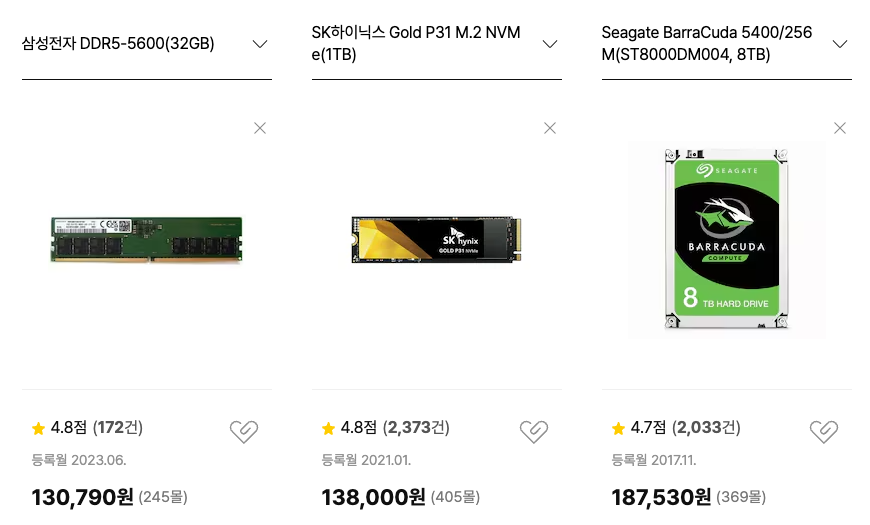 삼성전자 DDR5-5600(32GB)
SK하이닉스 Gold P31 M.2 NVM
e(1TB)
Seagate BarraCuda 5400/256
M(ST8000DM004, 8TB)
SK hynix
GOLD P31 NVMe
SEAGATE
BARRACUDA
COMPUTE
8 TB HARD DRIVE
4.8점 (172건)
등록월 2023.06.
130,790원 (245몰)
4.8점 (2,373건)
등록월 2021.01.
138,000원 (405몰)
4.7점 (2,033건)
등록월 2017.11.
187,530원 (369몰)